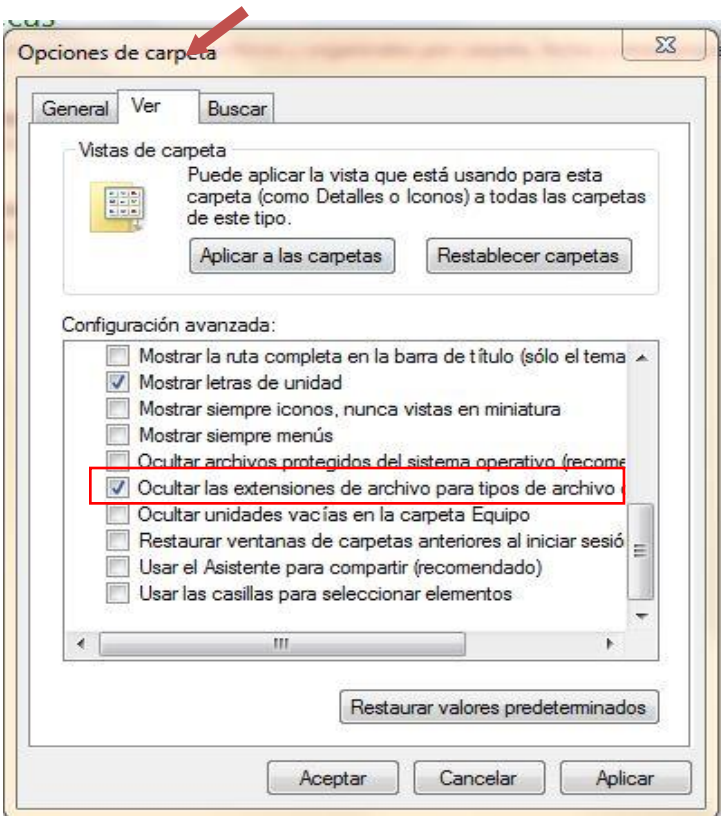 Opciones de carpeta
General Ver Buscar
Vistas de carpeta
Puede aplicar la vista que está usando para esta
carpeta (como Detalles o Iconos) a todas las carpetas
de este tipo.
Aplicar a las carpetas Restablecer carpetas
Configuración avanzada:
Mostrar la ruta completa en la barra de título (sólo el tema
Mostrar letras de unidad
Mostrar siempre iconos, nunca vistas en miniatura
Mostrar siempre menús
Ocultar archivos protegidos del sistema operativo (recome
Ocultar las extensiones de archivo para tipos de archivo
Ocultar unidades vacías en la carpeta Equipo
Restaurar ventanas de carpetas anteriores al iniciar sesió
Usar el Asistente para compartir (recomendado)
Usar las casillas para seleccionar elementos
Restaurar valores predeterminados
Aceptar Cancelar Aplicar